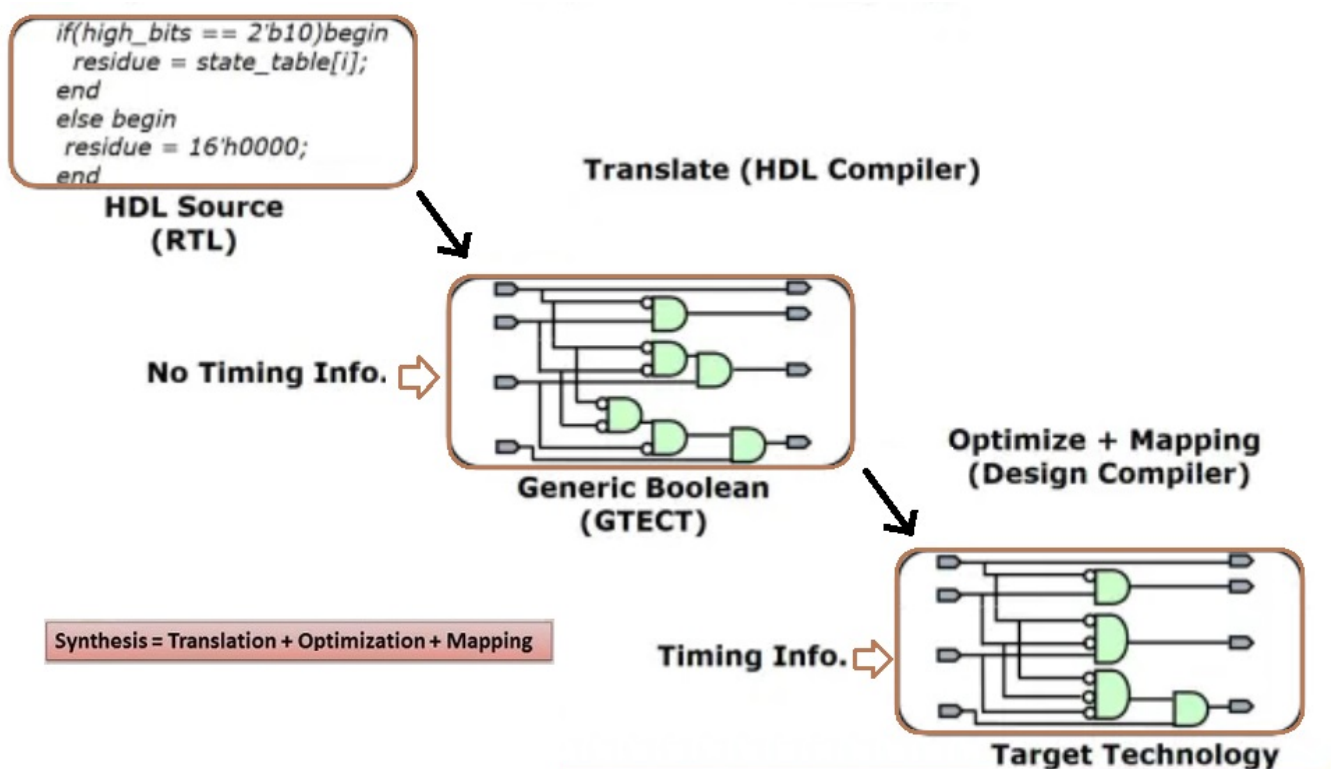 if(high_bits == 2'b10)begin
residue = state_table[i];
end
else begin
residue = 16'h0000;
end
HDL Source
(RTL)
Translate (HDL Compiler)
No Timing Info.
Generic Boolean
(GTECT)
Optimize + Mapping
(Design Compiler)
Synthesis = Translation + Optimization + Mapping
Timing Info.
Target Technology